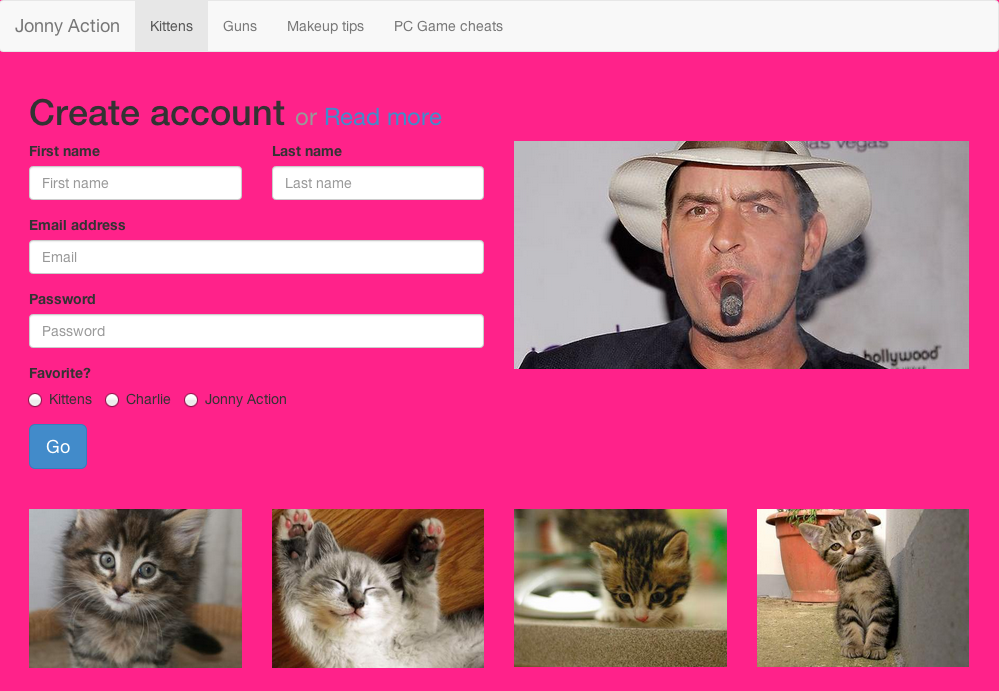 Jonny Action Kittens Guns Makeup tips PC Game cheats
Create account or Read more
First name Last name
First name Last name
Email address
Email
Password
Password
Favorite?
Kittens Charlie Jonny Action
Go
las vegas
hollywood